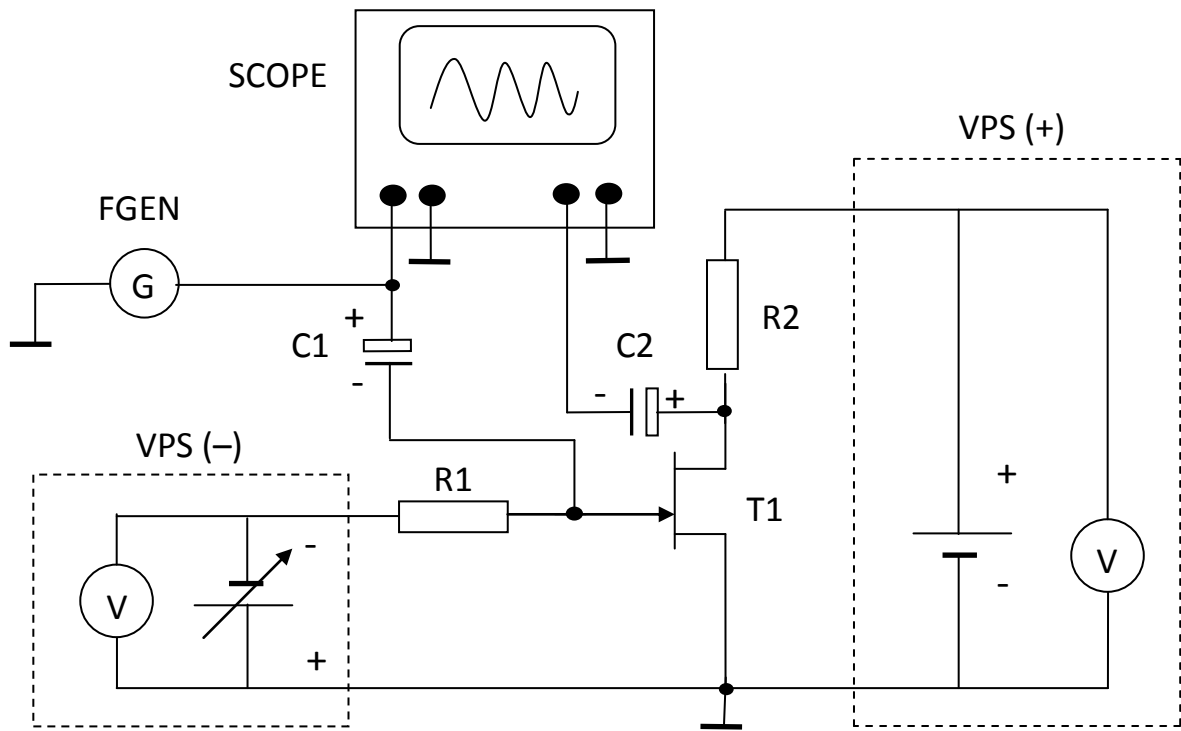 SCOPE
VPS (+)
FGEN
G
+
C1
-
R2
C2
-
+
VPS (–)
R1
T1
+
-
V
-
V
+